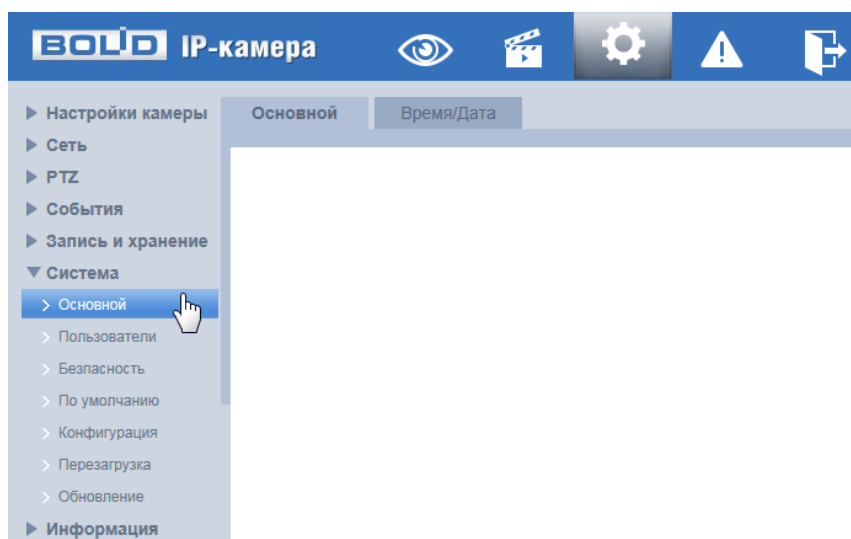 BOLID IP-камера
Настройки камеры
Основной
Время/Дата
Сеть
PTZ
События
Запись и хранение
Система
Основной
Пользователи
Безпасность
По умолчанию
Конфигурация
Перезагрузка
Обновление
Информация